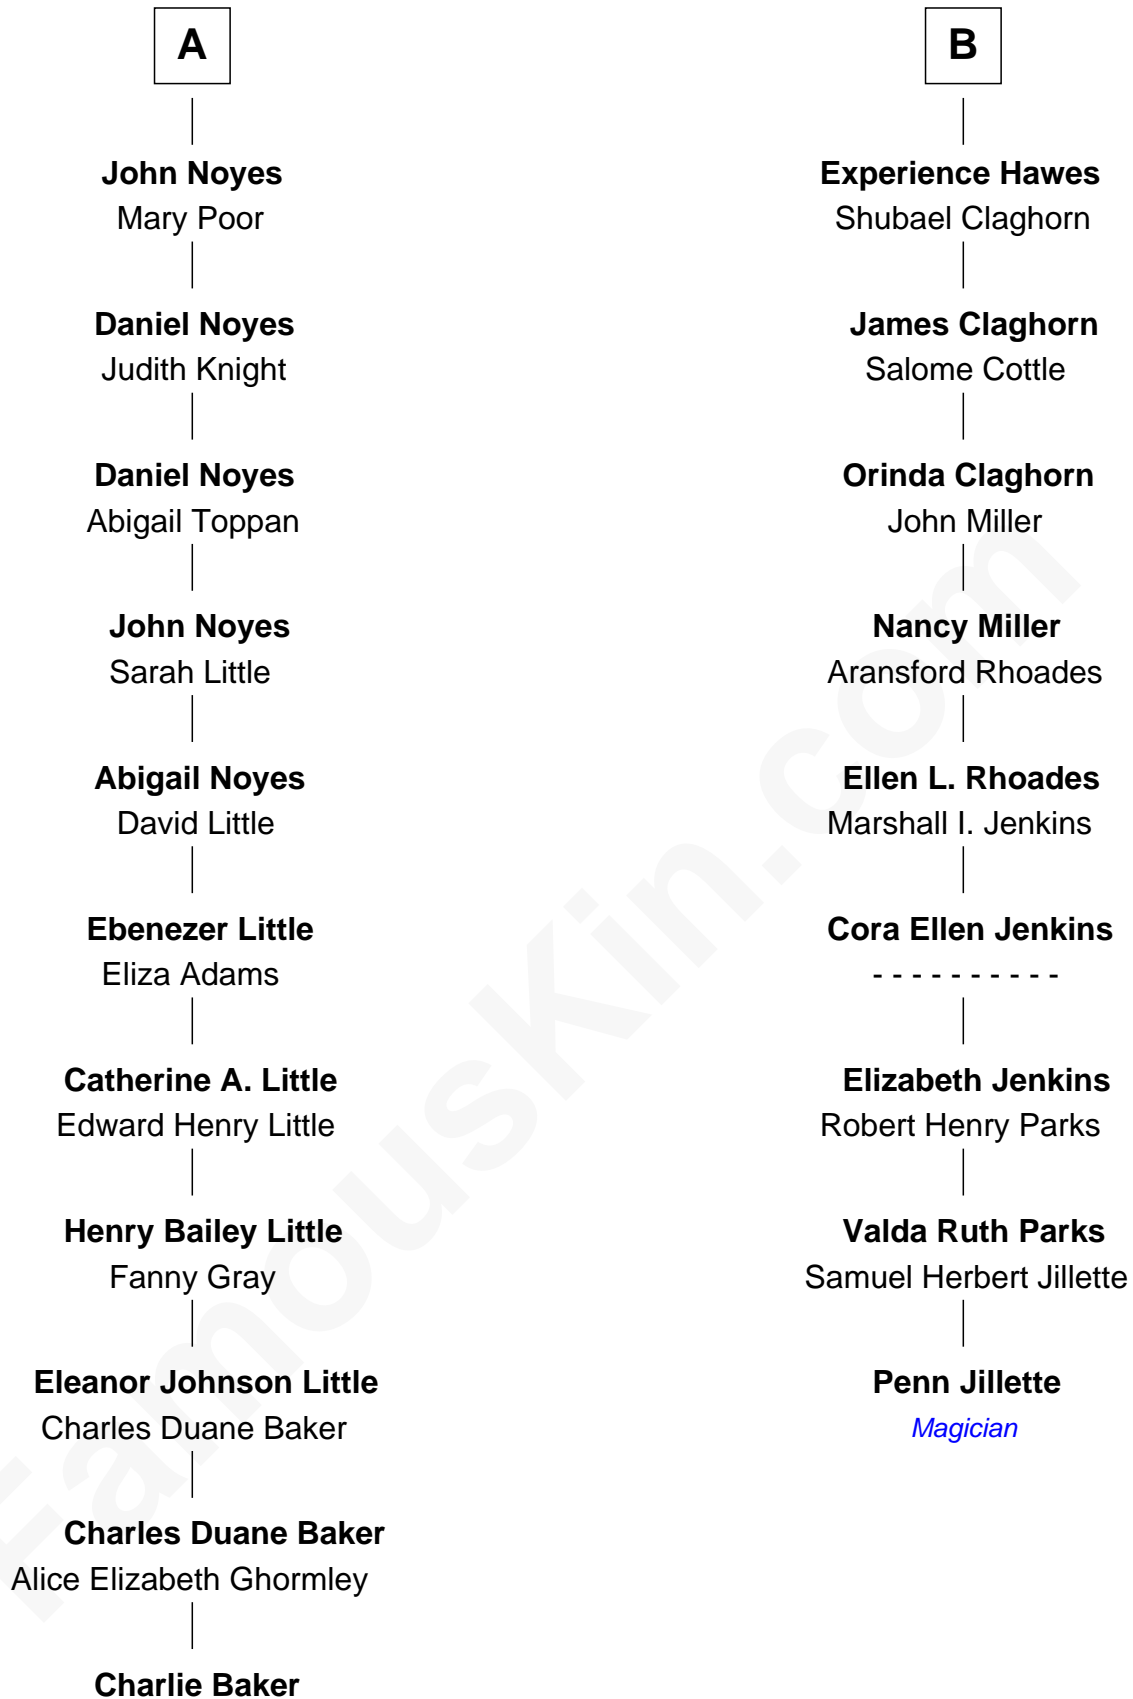 A
John Noyes
Mary Poor
Daniel Noyes
Judith Knight
Daniel Noyes
Abigail Toppan
John Noyes
Sarah Little
Abigail Noyes
David Little
Ebenezer Little
Eliza Adams
Catherine A. Little
Edward Henry Little
Henry Bailey Little
Fanny Gray
Eleanor Johnson Little
Charles Duane Baker
Charles Duane Baker
Alice Elizabeth Ghormley
Charlie Baker
B
Experience Hawes
Shubael Claghorn
James Claghorn
Salome Cottle
Orinda Claghorn
John Miller
Nancy Miller
Aransford Rhoades
Ellen L. Rhoades
Marshall I. Jenkins
Cora Ellen Jenkins
- - - - - - - - - -
Elizabeth Jenkins
Robert Henry Parks
Valda Ruth Parks
Samuel Herbert Jillette
Penn Jillette
Magician
FamousKin.com